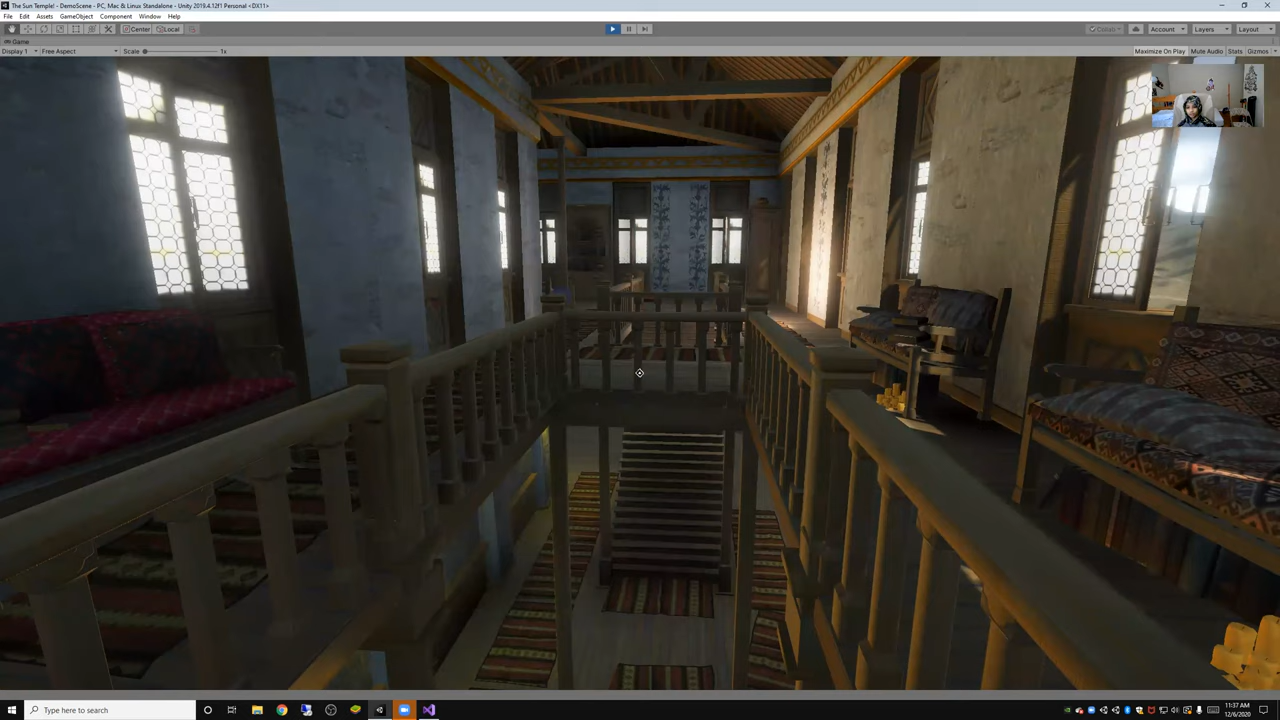 The Sun Temple! - DemoScene - PC, Mac & Linux Standalone - Unity 2019.4.12f1 Personal <DX11>
File Edit Assets GameObject Component Window Help
Center Local Collab Account Layers Layout
Game
Display 1 Free Aspect Scale 1x Maximize On Play Mute Audio Stats Gizmos
Type here to search
11:37 AM
12/6/2020